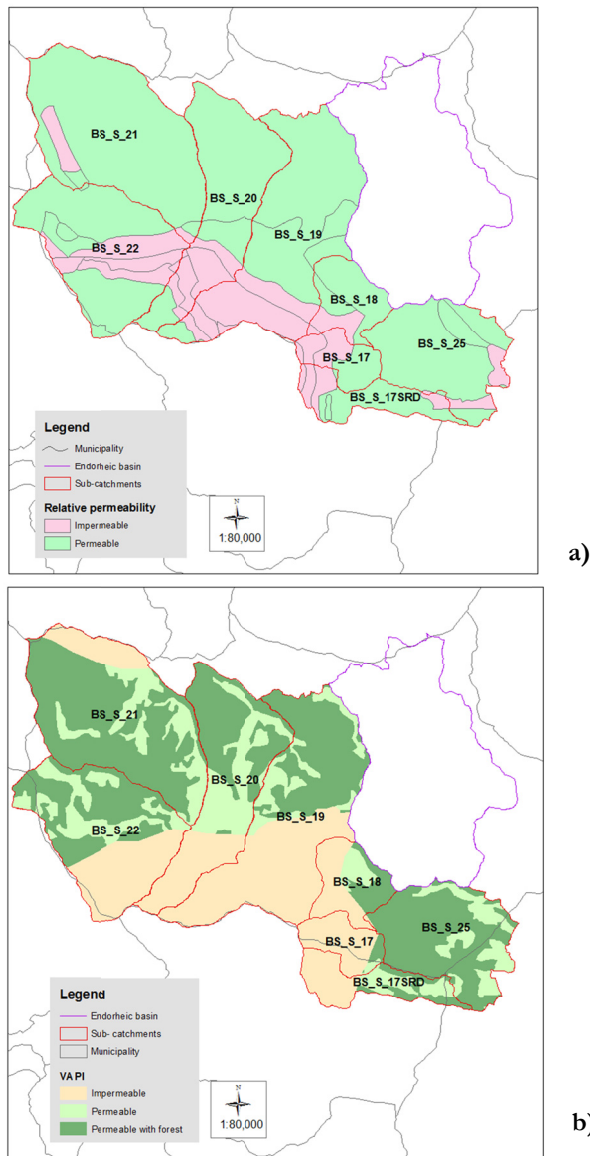 BS_S_21
BS_S_20
BS_S_19
BS_S_22
BS_S_18
BS_S_25
BS_S_17
BS_S_17SRD
Legend
Municipality
Endorheic basin
Sub-catchments
Relative permeability
Impermeable
Permeable
N
1:80,000
a)
BS_S_21
BS_S_20
BS_S_19
BS_S_22
BS_S_18
BS_S_25
BS_S_17
BS_S_17SRD
Legend
Endorheic basin
Sub- catchments
Municipality
VAPI
Impermeable
Permeable
Permeable with forest
N
1:80,000
b)